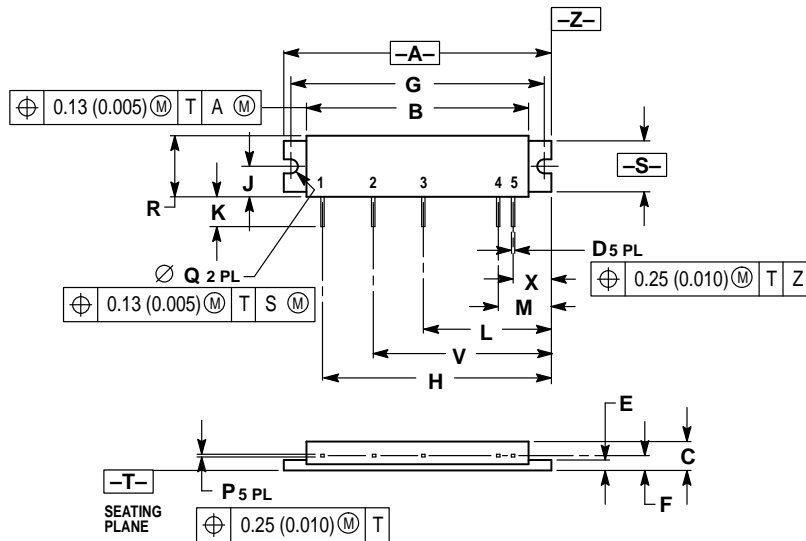 –Z–
–A–
G
⌖ 0.13 (0.005) Ⓜ T A Ⓜ
B
–S–
J
R
K
1 2 3 4 5
D 5 PL
∅ Q 2 PL
X
⌖ 0.25 (0.010) Ⓜ T Z
⌖ 0.13 (0.005) Ⓜ T S Ⓜ
M
L
V
H
E
C
–T–
F
P 5 PL
SEATING
PLANE
⌖ 0.25 (0.010) Ⓜ T